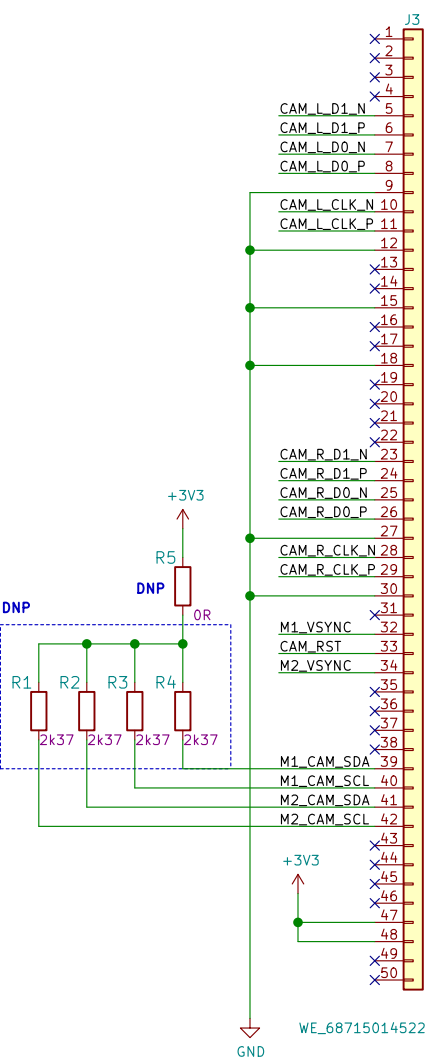 J3
1
2
3
4
CAM_L_D1_N 5
CAM_L_D1_P 6
CAM_L_D0_N 7
CAM_L_D0_P 8
9
CAM_L_CLK_N 10
CAM_L_CLK_P 11
12
13
14
15
16
17
18
19
20
21
22
CAM_R_D1_N 23
CAM_R_D1_P 24
CAM_R_D0_N 25
+3V3
CAM_R_D0_P 26
27
CAM_R_CLK_N 28
R5
CAM_R_CLK_P 29
DNP
30
DNP
0R
31
M1_VSYNC 32
CAM_RST 33
M2_VSYNC 34
R1 R2 R3 R4
35
36
37
2k37 2k37 2k37 2k37
38
M1_CAM_SDA 39
M1_CAM_SCL 40
M2_CAM_SDA 41
M2_CAM_SCL 42
43
+3V3
44
45
46
47
48
49
50
WE_68715014522
GND